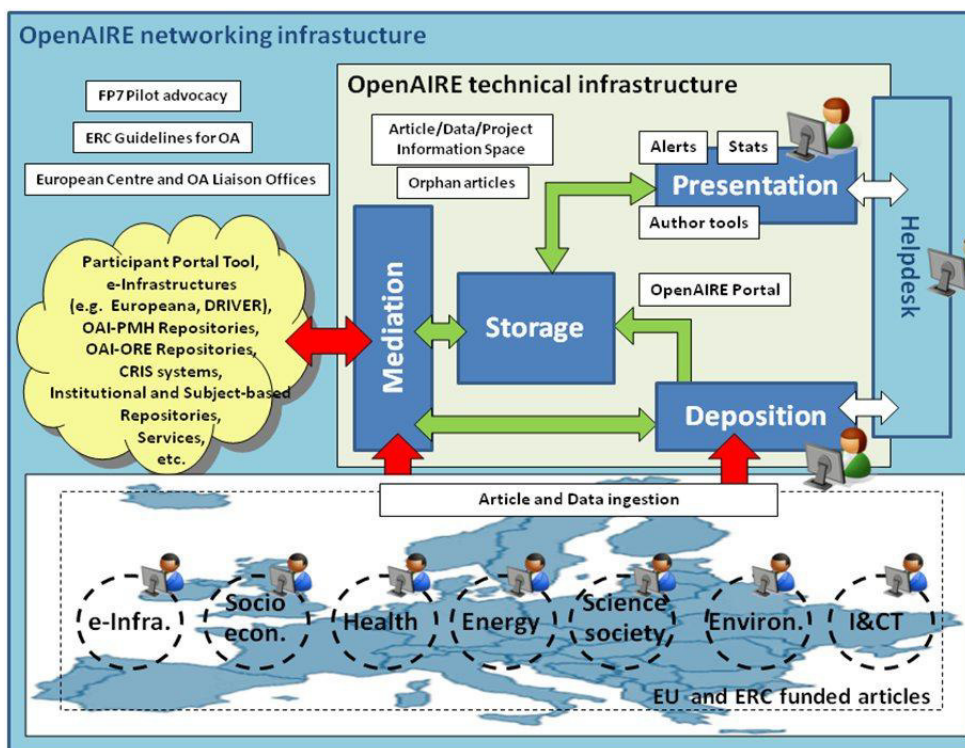 OpenAIRE networking infrastucture
FP7 Pilot advocacy
ERC Guidelines for OA
European Centre and OA Liaison Offices
OpenAIRE technical infrastructure
Article/Data/Project
Information Space
Orphan articles
Alerts
Stats
Presentation
Author tools
Helpdesk
Participant Portal Tool,
e-Infrastructures
(e.g. Europeana, DRIVER),
OAI-PMH Repositories,
OAI-ORE Repositories,
CRIS systems,
Institutional and Subject-based
Repositories,
Services,
etc.
Mediation
Storage
OpenAIRE Portal
Deposition
Article and Data ingestion
e-Infra.
Socio
econ.
Health
Energy
Science
society
Environ.
I&CT
EU and ERC funded articles